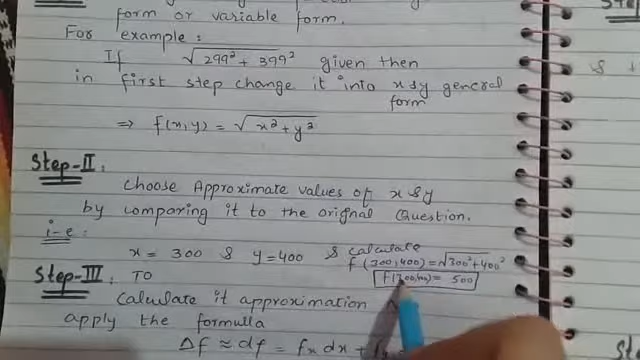 form or variable form.
For example:
If √299² + 399² given then
in first step change it into x & y general
form
⇒ f(x,y) = √x² + y²
Step-II:
Choose Approximate values of x & y
by comparing it to the orignal Question.
i-e:
x = 300 & y = 400 & calculate
f(300,400) = √300² + 400²
f(300,400) = 500
Step-III: TO
Calculate it approximation
apply the formulla
Δf ≈ df = fx dx +